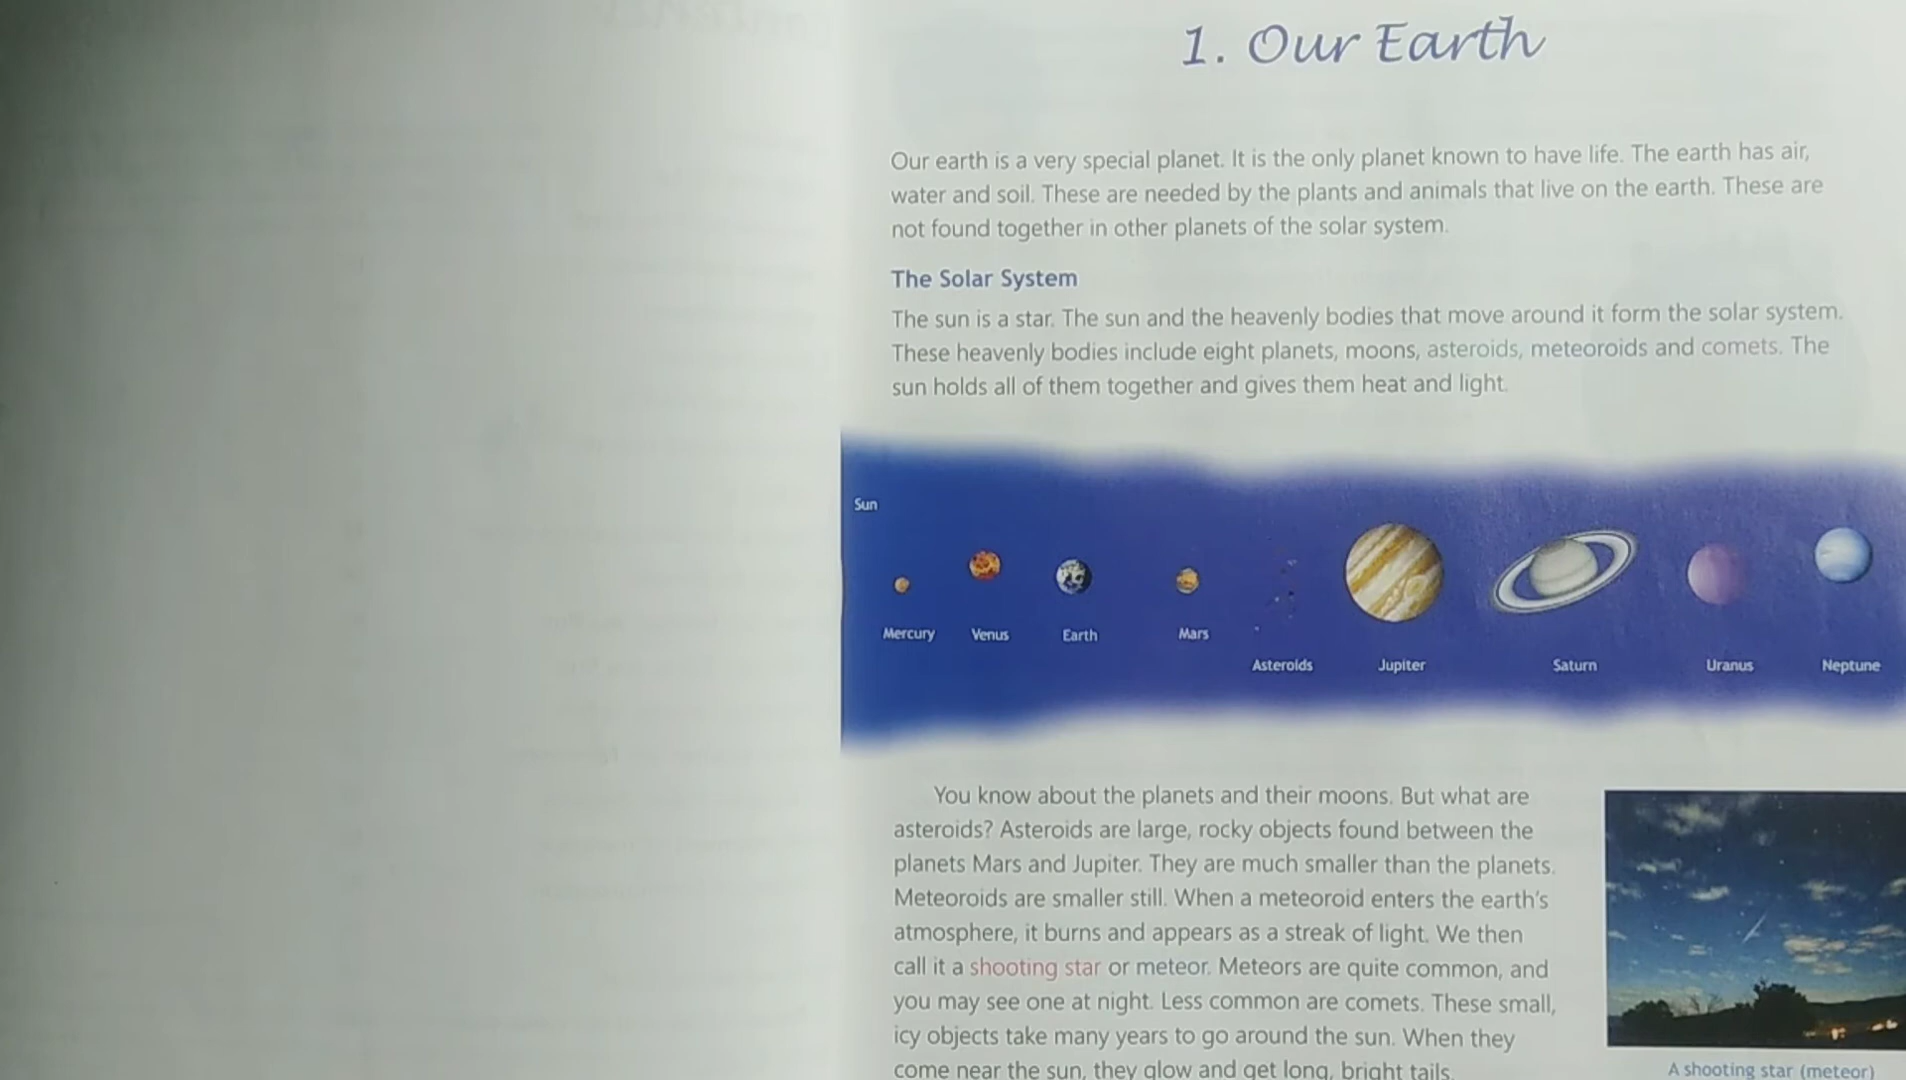 1. Our Earth
Our earth is a very special planet. It is the only planet known to have life. The earth has air,
water and soil. These are needed by the plants and animals that live on the earth. These are
not found together in other planets of the solar system.
The Solar System
The sun is a star. The sun and the heavenly bodies that move around it form the solar system.
These heavenly bodies include eight planets, moons, asteroids, meteoroids and comets. The
sun holds all of them together and gives them heat and light.
Sun
Mercury
Venus
Earth
Mars
Asteroids
Jupiter
Saturn
Uranus
Neptune
You know about the planets and their moons. But what are
asteroids? Asteroids are large, rocky objects found between the
planets Mars and Jupiter. They are much smaller than the planets.
Meteoroids are smaller still. When a meteoroid enters the earth's
atmosphere, it burns and appears as a streak of light. We then
call it a shooting star or meteor. Meteors are quite common, and
you may see one at night. Less common are comets. These small,
icy objects take many years to go around the sun. When they
come near the sun, they glow and get long, bright tails.
A shooting star (meteor)